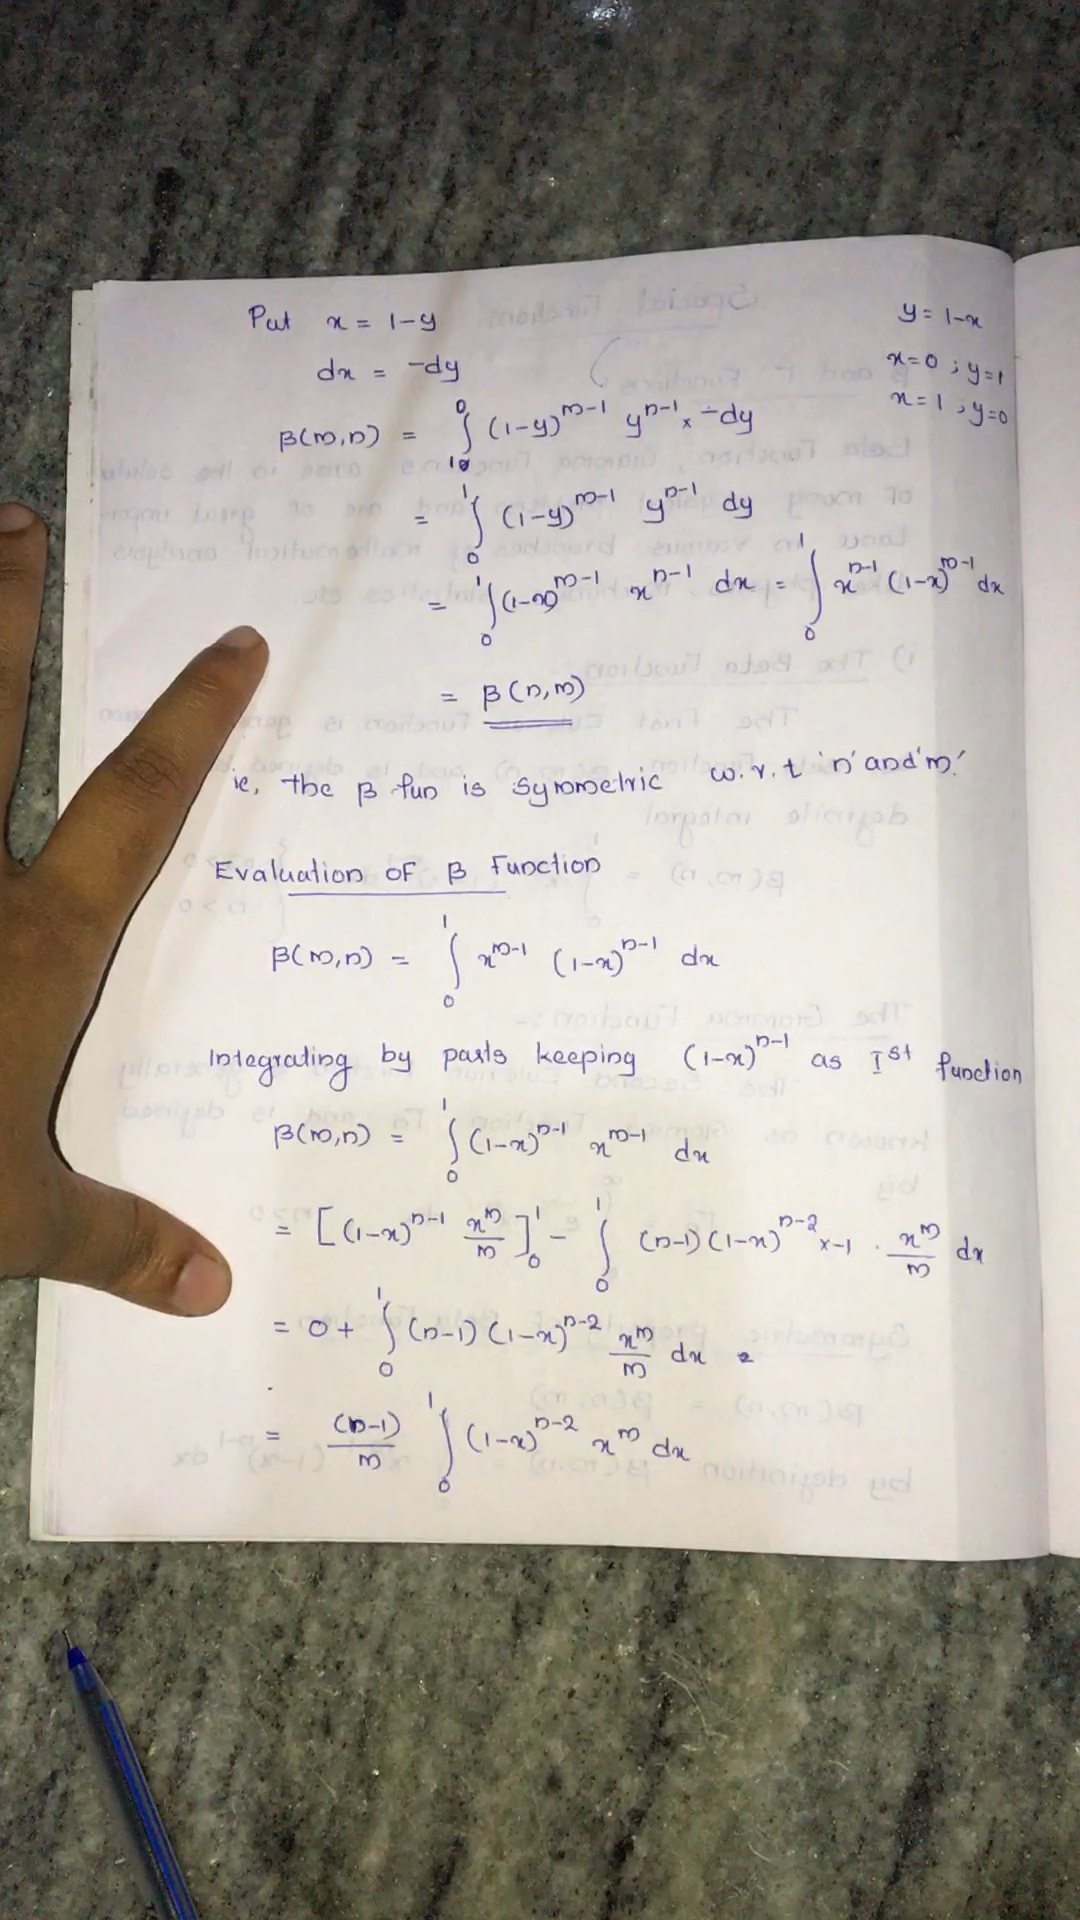 Put x = 1-y
y = 1-x
dx = -dy
x=0 ; y=1
x=1 ; y=0
β(m,n) = ∫₁⁰ (1-y)^{m-1} y^{n-1} × -dy
= ∫₀¹ (1-y)^{m-1} y^{n-1} dy
= ∫₀¹ (1-x)^{m-1} x^{n-1} dx = ∫₀¹ x^{n-1} (1-x)^{m-1} dx
= β(n,m)
ie, the β fun is symmetric w.r.t 'n' and 'm'.
Evaluation of β Function
β(m,n) = ∫₀¹ x^{m-1} (1-x)^{n-1} dx
Integrating by parts keeping (1-x)^{n-1} as Iˢᵗ function
β(m,n) = ∫₀¹ (1-x)^{n-1} x^{m-1} dx
= [(1-x)^{n-1} x^m/m]₀¹ - ∫₀¹ (n-1)(1-x)^{n-2} × -1 . x^m/m dx
= 0 + ∫₀¹ (n-1)(1-x)^{n-2} x^m/m dx
= (n-1)/m ∫₀¹ (1-x)^{n-2} x^m dx